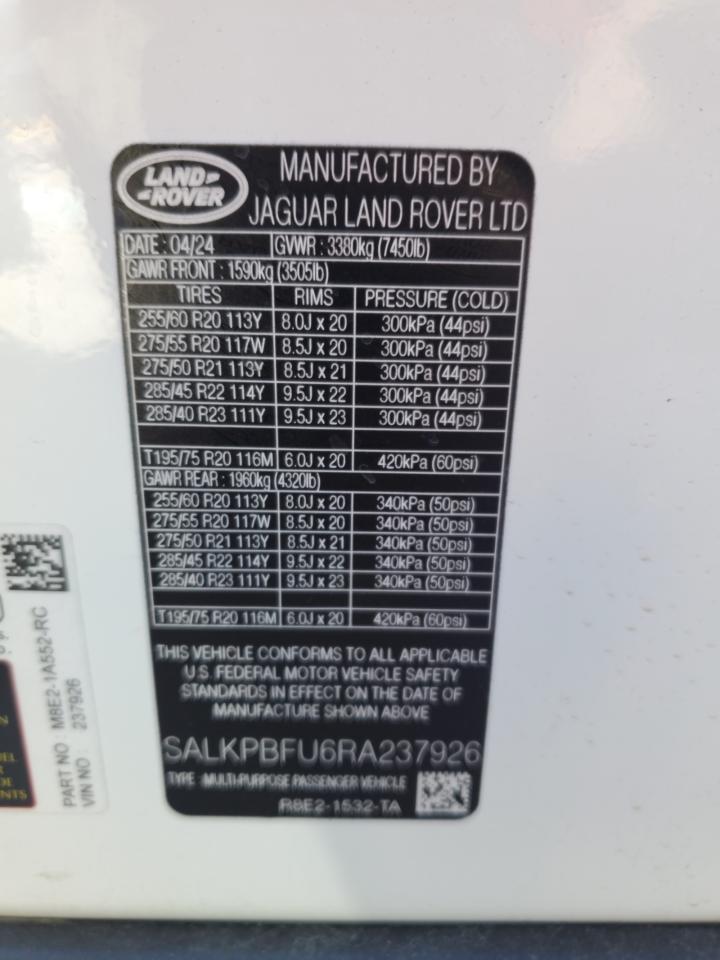 LAND ROVER
MANUFACTURED BY
JAGUAR LAND ROVER LTD
DATE : 04/24 GVWR : 3380kg (7450lb)
GAWR FRONT : 1590kg (3505lb)
TIRES RIMS PRESSURE (COLD)
255/60 R20 113Y 8.0J x 20 300kPa (44psi)
275/55 R20 117W 8.5J x 20 300kPa (44psi)
275/50 R21 113Y 8.5J x 21 300kPa (44psi)
285/45 R22 114Y 9.5J x 22 300kPa (44psi)
285/40 R23 111Y 9.5J x 23 300kPa (44psi)
T195/75 R20 116M 6.0J x 20 420kPa (60psi)
GAWR REAR : 1960kg (4320lb)
255/60 R20 113Y 8.0J x 20 340kPa (50psi)
275/55 R20 117W 8.5J x 20 340kPa (50psi)
275/50 R21 113Y 8.5J x 21 340kPa (50psi)
285/45 R22 114Y 9.5J x 22 340kPa (50psi)
285/40 R23 111Y 9.5J x 23 340kPa (50psi)
T195/75 R20 116M 6.0J x 20 420kPa (60psi)
THIS VEHICLE CONFORMS TO ALL APPLICABLE
U.S. FEDERAL MOTOR VEHICLE SAFETY
STANDARDS IN EFFECT ON THE DATE OF
MANUFACTURE SHOWN ABOVE
SALKPBFU6RA237926
TYPE : MULTI-PURPOSE PASSENGER VEHICLE
R8E2-1532-TA
PART NO : M8E2-1A552-RC
VIN NO : 237926